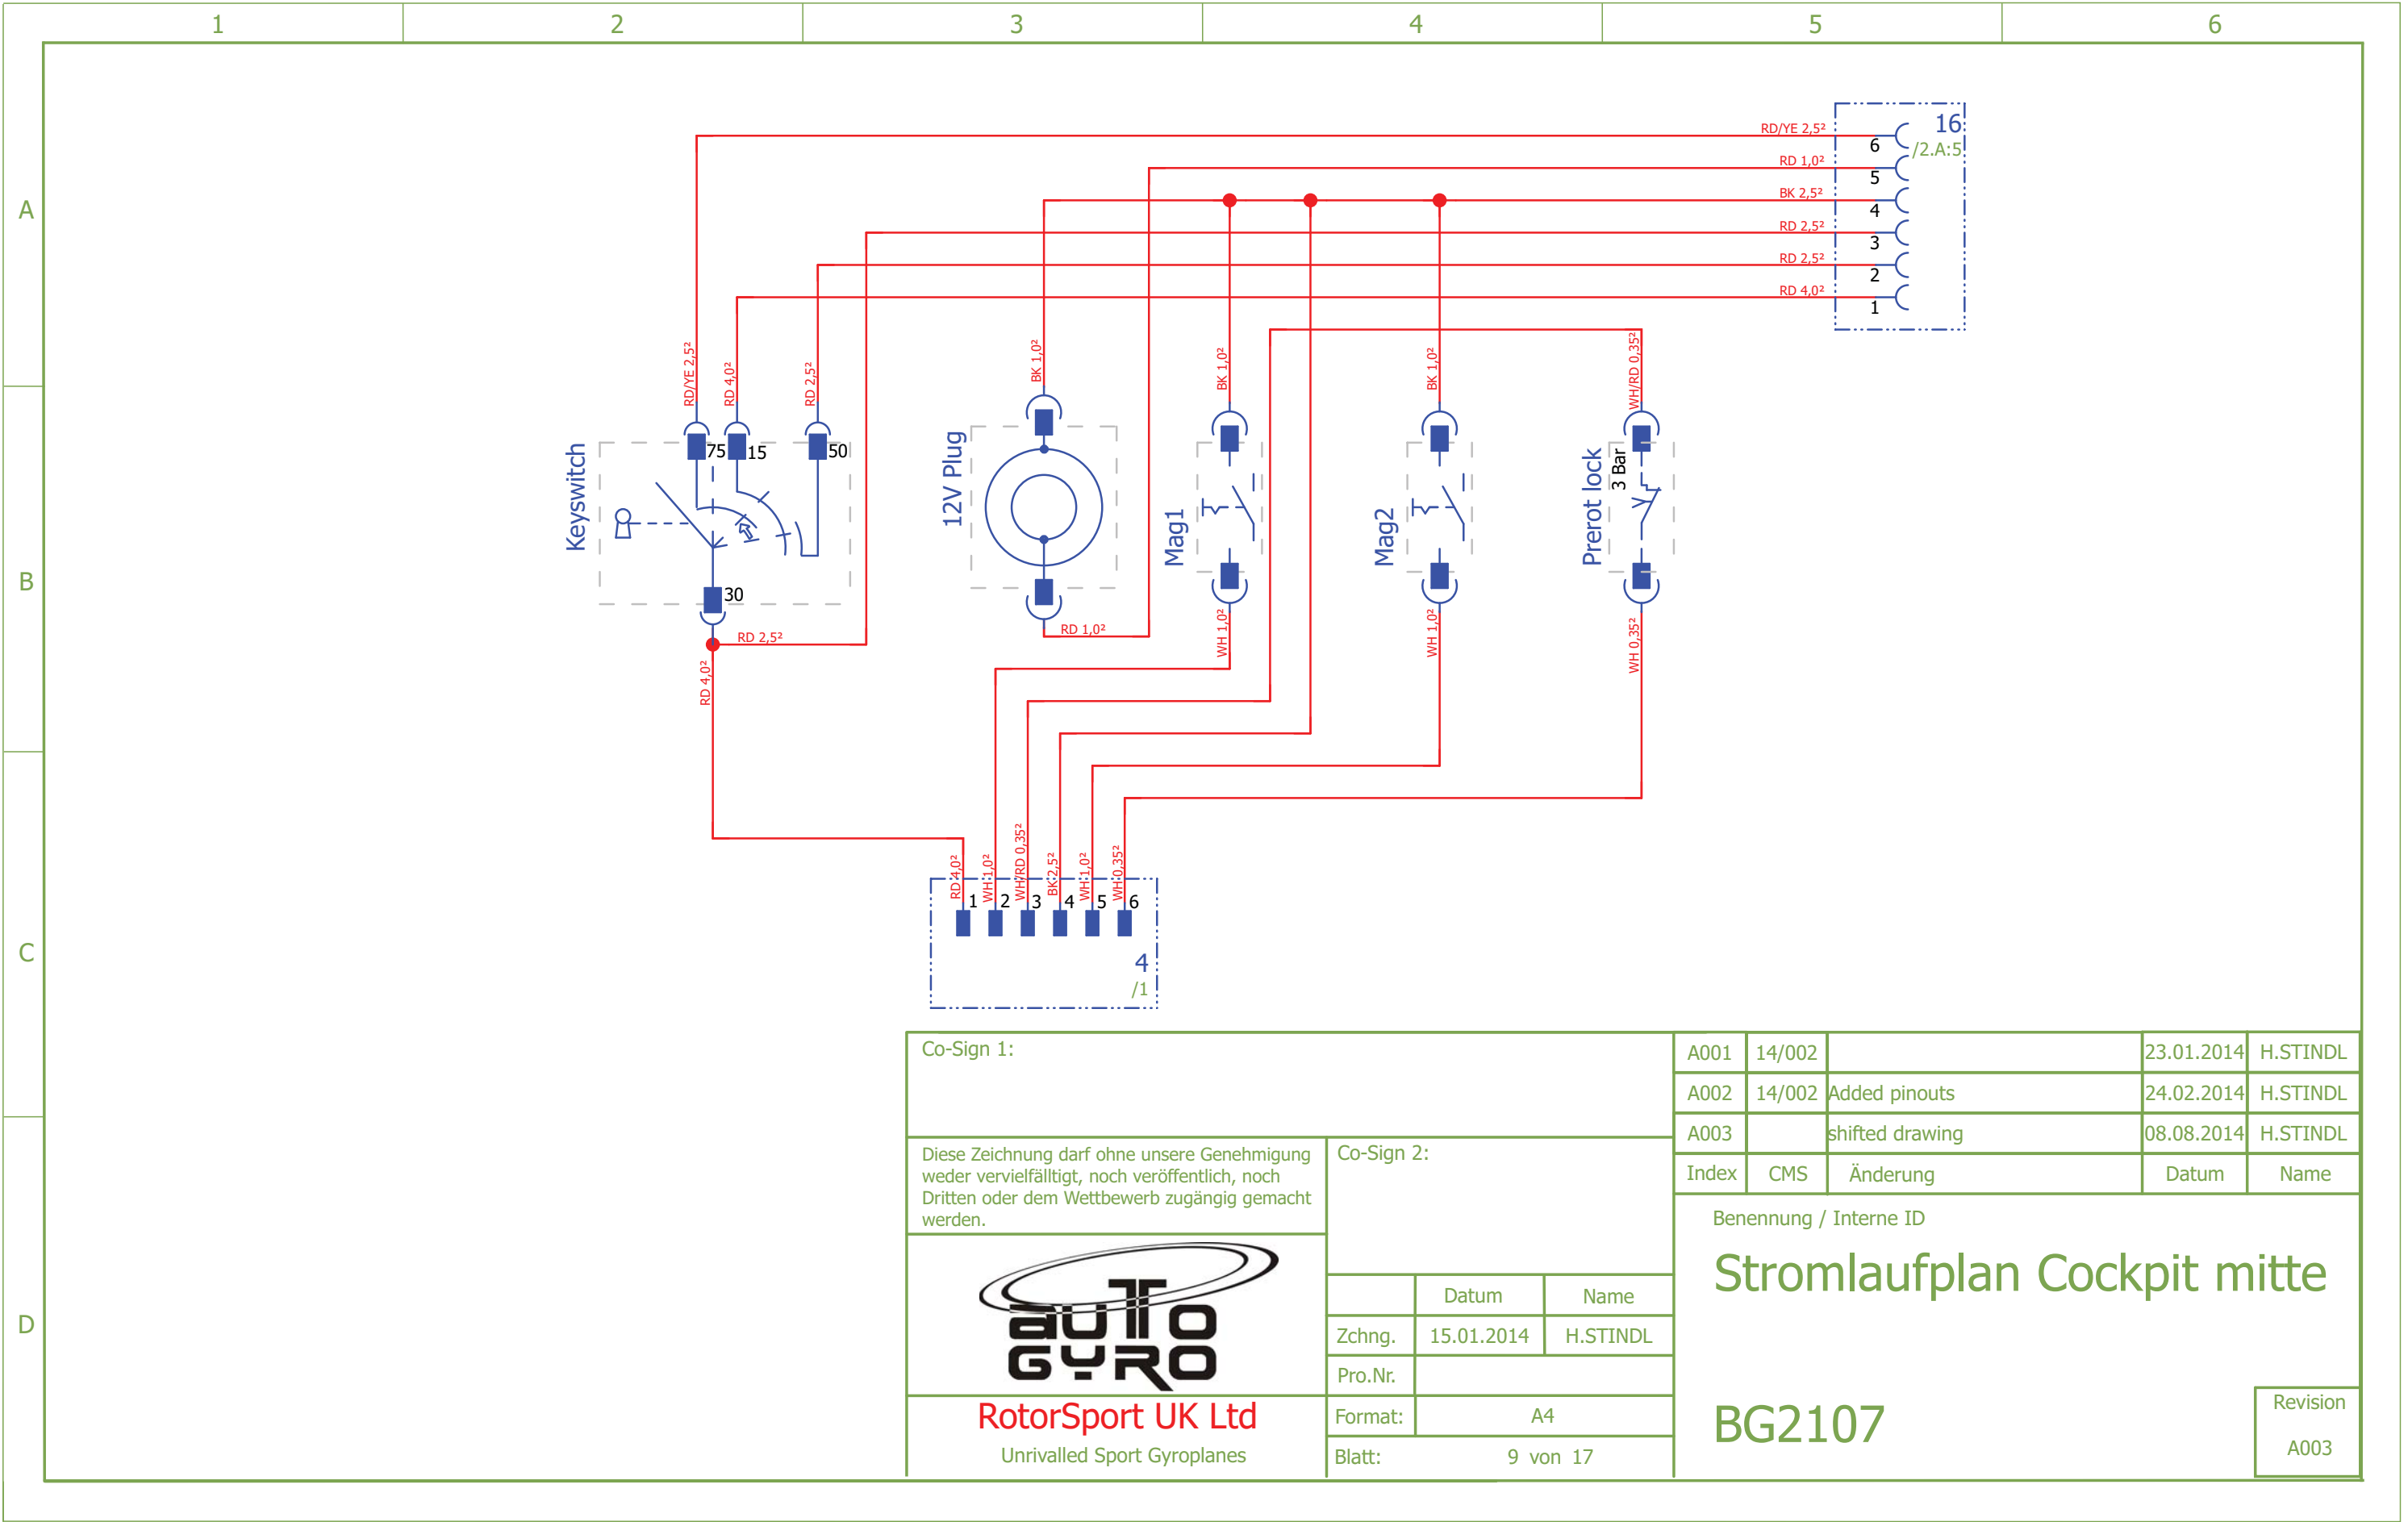 1 2 3 4 5 6
A
B
C
D
16
/2.A:5
RD/YE 2,5² 6
RD 1,0² 5
BK 2,5² 4
RD 2,5² 3
RD 2,5² 2
RD 4,0² 1
RD/YE 2,5²
RD 4,0²
RD 2,5²
BK 1,0²
BK 1,0²
BK 1,0²
WH/RD 0,35²
Keyswitch
75 15 50
30
12V Plug
Mag1
Mag2
Prerot lock
3 Bar
RD 2,5²
RD 4,0²
RD 1,0²
WH 1,0²
WH 1,0²
WH 0,35²
RD 4,0²
WH 1,0²
WH/RD 0,35²
BK 2,5²
WH 1,0²
WH 0,35²
1 2 3 4 5 6
4
/1
Co-Sign 1:
Diese Zeichnung darf ohne unsere Genehmigung
weder vervielfälltigt, noch veröffentlich, noch
Dritten oder dem Wettbewerb zugängig gemacht
werden.
Co-Sign 2:
AUTO
GYRO
RotorSport UK Ltd
Unrivalled Sport Gyroplanes
Datum Name
Zchng. 15.01.2014 H.STINDL
Pro.Nr.
Format: A4
Blatt: 9 von 17
A001 14/002 23.01.2014 H.STINDL
A002 14/002 Added pinouts 24.02.2014 H.STINDL
A003 shifted drawing 08.08.2014 H.STINDL
Index CMS Änderung Datum Name
Benennung / Interne ID
Stromlaufplan Cockpit mitte
BG2107
Revision
A003